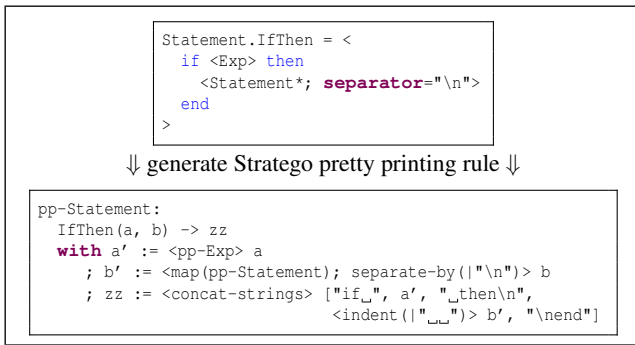 Statement.IfThen = <
  if <Exp> then
    <Statement*; separator="\n">
  end
>
⇓ generate Stratego pretty printing rule ⇓
pp-Statement:
  IfThen(a, b) -> zz
  with a′ := <pp-Exp> a
     ; b′ := <map(pp-Statement); separate-by(|"\n")> b
     ; zz := <concat-strings> ["if␣", a′, "␣then\n",
                               <indent(|"␣␣")> b′, "\nend"]